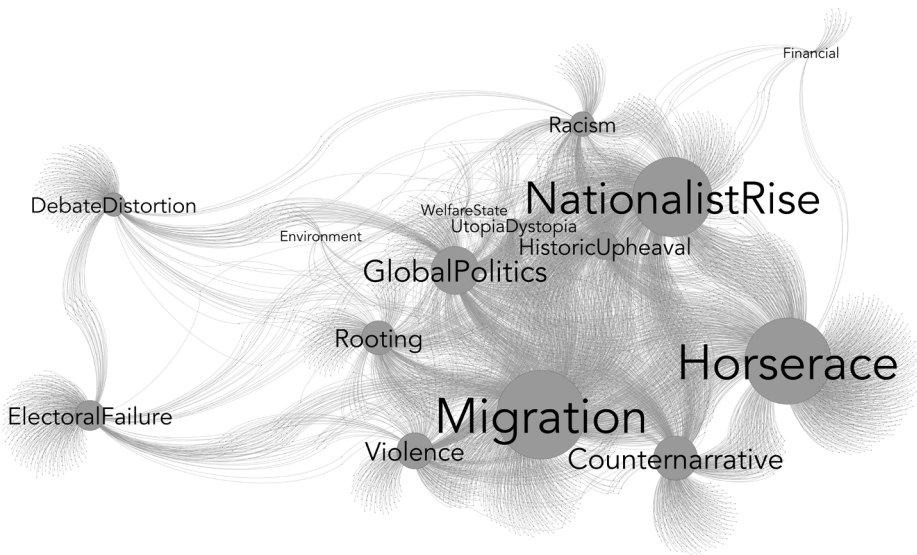 Financial
Racism
NationalistRise
DebateDistortion
WelfareState
UtopiaDystopia
Environment
HistoricUpheaval
GlobalPolitics
Rooting
Horserace
Migration
ElectoralFailure
Violence
Counternarrative